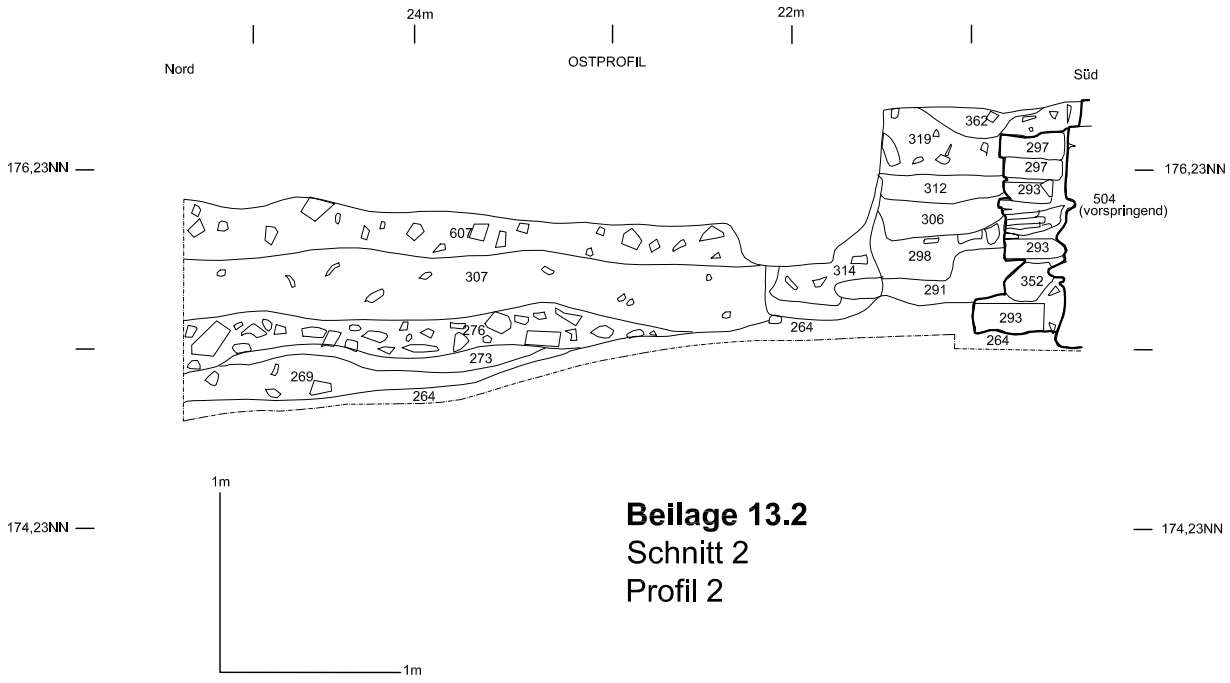 24m 22m
Nord OSTPROFIL Süd
362
319
297
176,23NN 297 176,23NN
312 293
504
(vorspringend)
306
607
293
298
314
307
291
352
293
264
276
264
273
269
264
1m
Beilage 13.2
174,23NN 174,23NN
Schnitt 2
Profil 2
1m